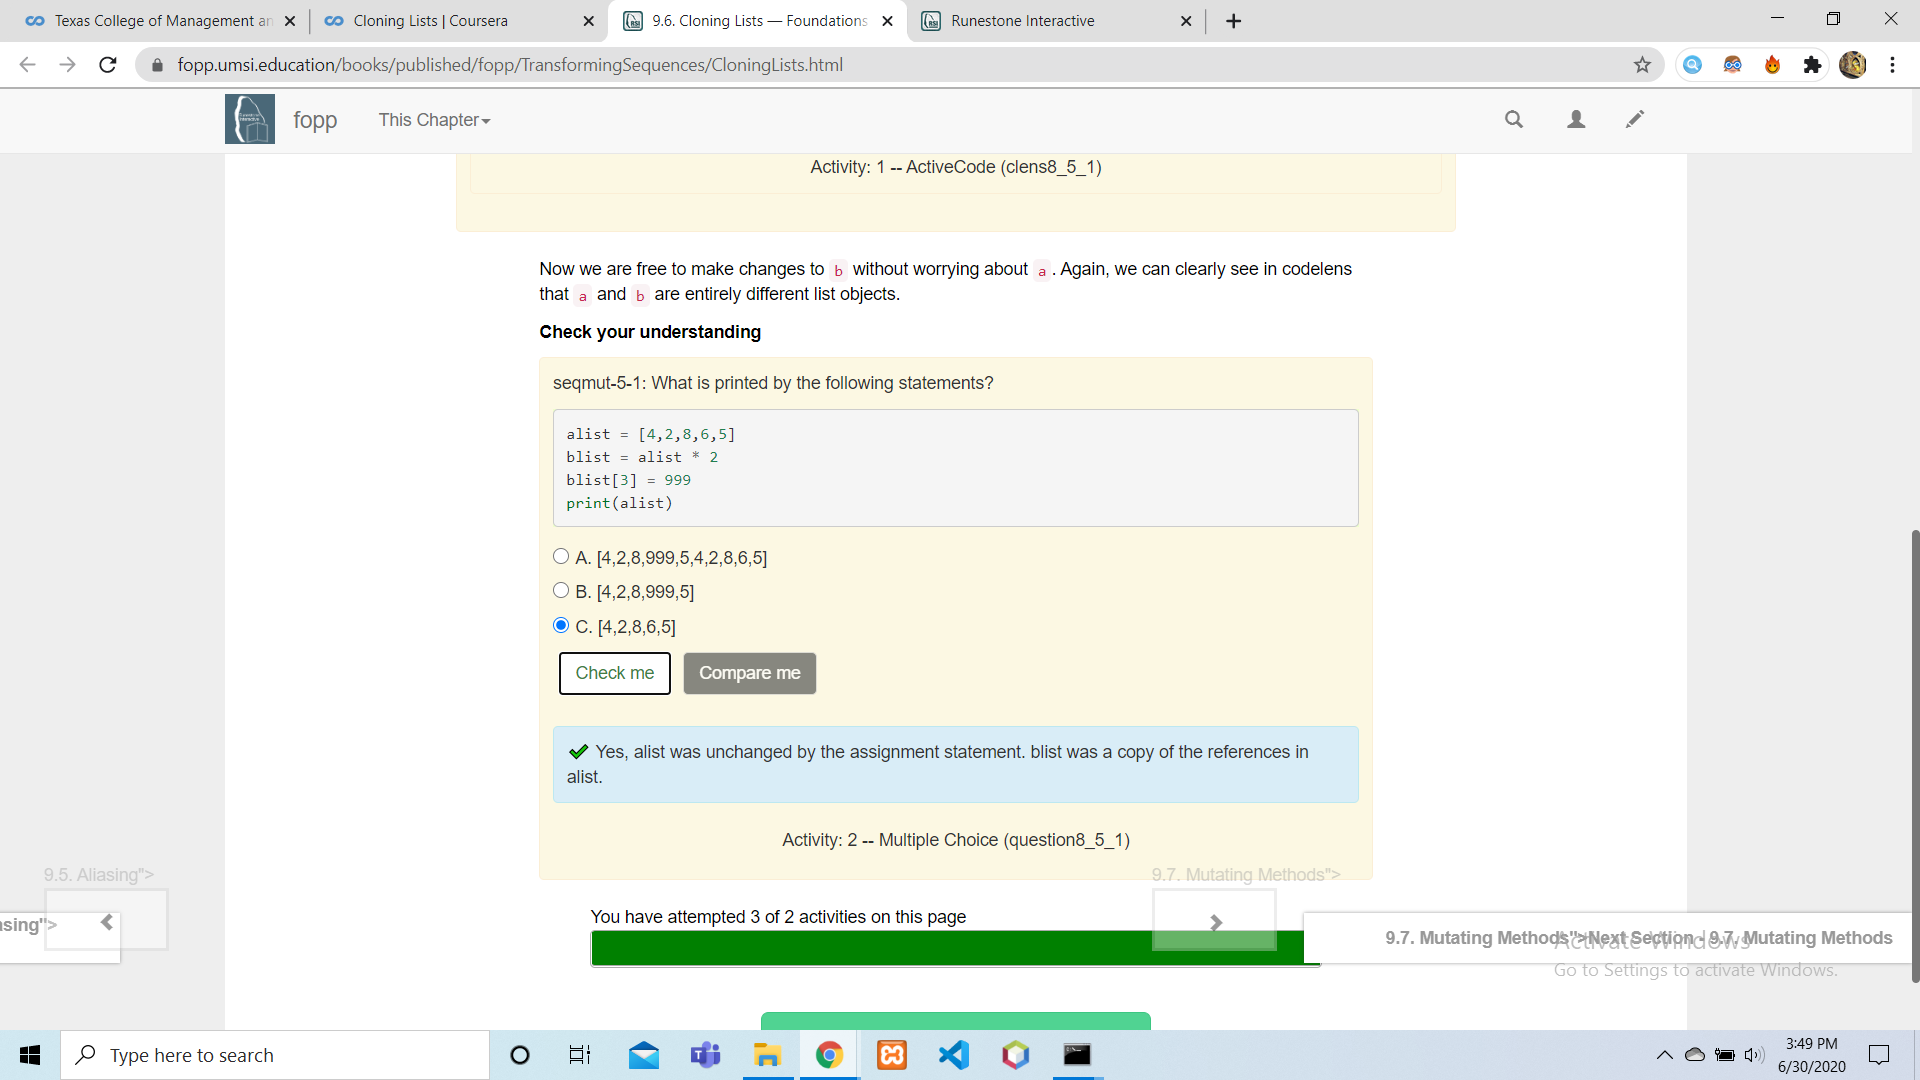 Texas College of Management an
Cloning Lists | Coursera
9.6. Cloning Lists — Foundations
Runestone Interactive
fopp.umsi.education/books/published/fopp/TransformingSequences/CloningLists.html
fopp
This Chapter
Activity: 1 -- ActiveCode (clens8_5_1)
Now we are free to make changes to b without worrying about a . Again, we can clearly see in codelens
that a and b are entirely different list objects.
Check your understanding
seqmut-5-1: What is printed by the following statements?
alist = [4,2,8,6,5]
blist = alist * 2
blist[3] = 999
print(alist)
A. [4,2,8,999,5,4,2,8,6,5]
B. [4,2,8,999,5]
C. [4,2,8,6,5]
Check me
Compare me
Yes, alist was unchanged by the assignment statement. blist was a copy of the references in
alist.
Activity: 2 -- Multiple Choice (question8_5_1)
9.5. Aliasing">
9.7. Mutating Methods">
asing">
You have attempted 3 of 2 activities on this page
9.7. Mutating Methods">Next Section - 9.7. Mutating Methods
Activate Windows
Go to Settings to activate Windows.
Type here to search
3:49 PM
6/30/2020